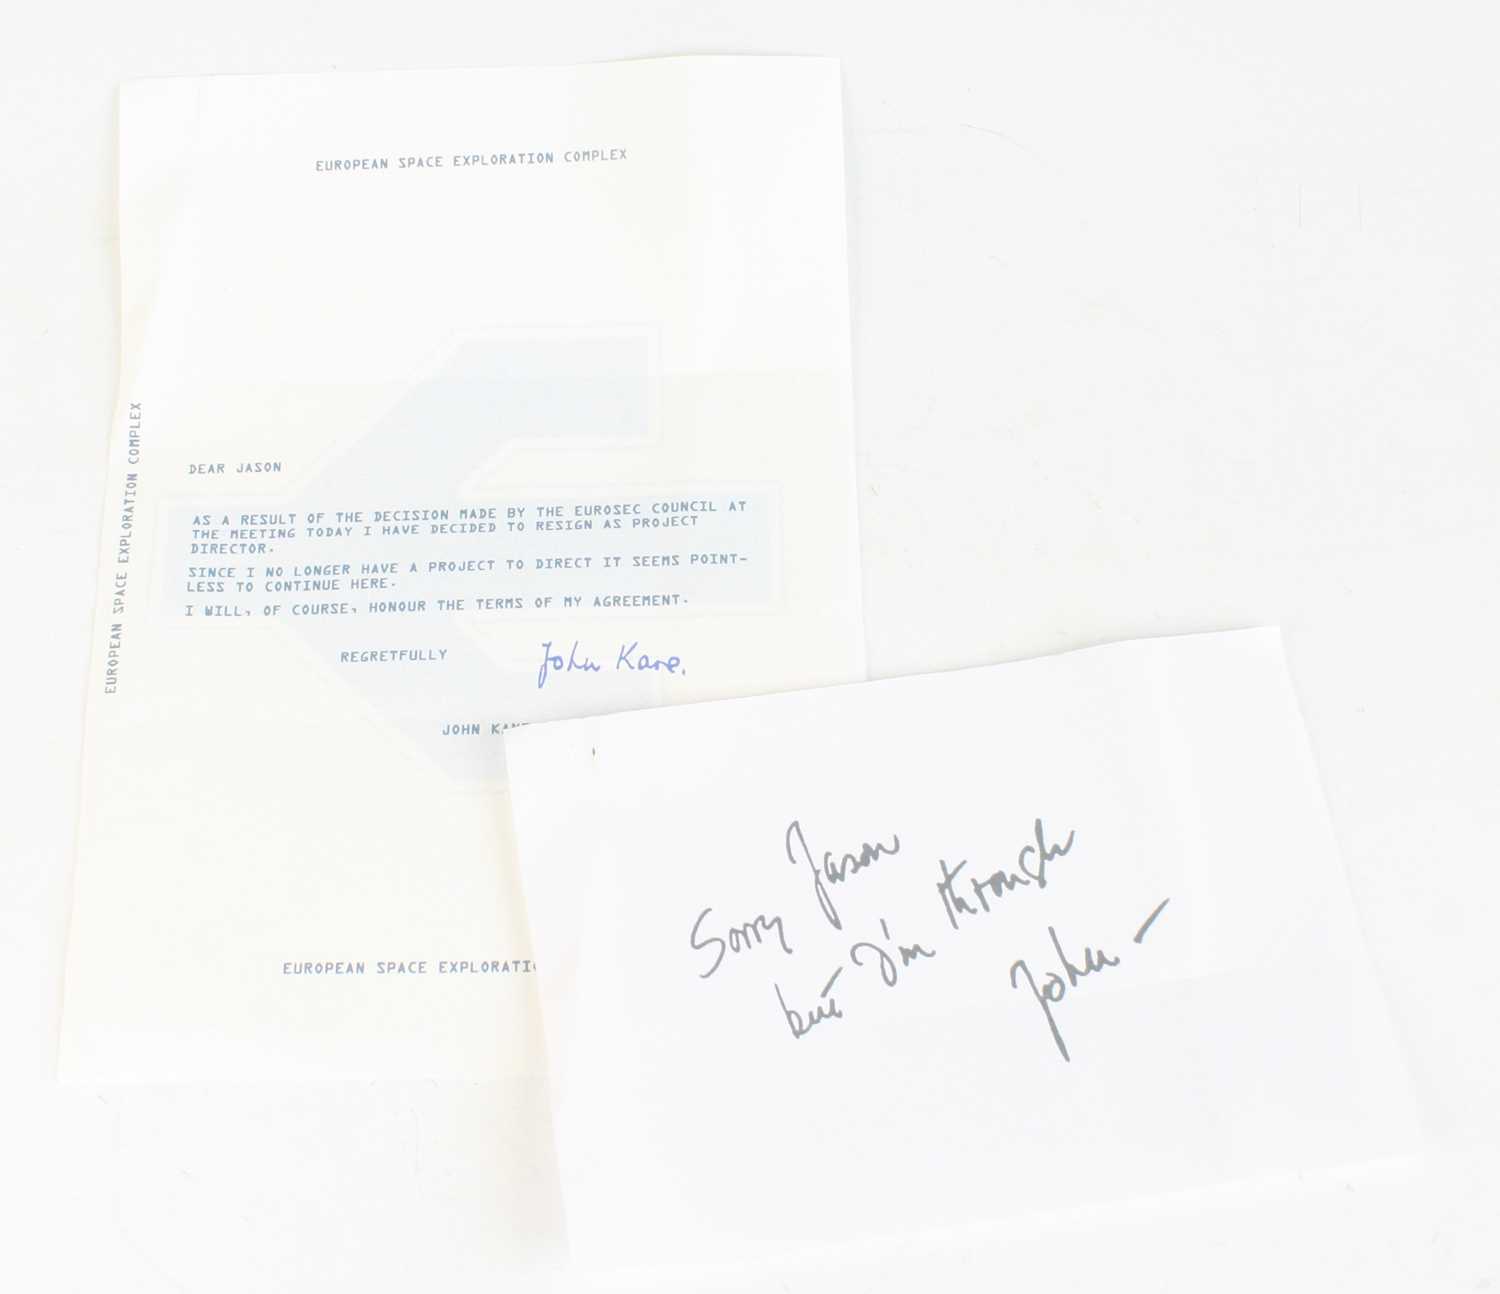 EUROPEAN SPACE EXPLORATION COMPLEX
EUROPEAN SPACE EXPLORATION COMPLEX
DEAR JASON
AS A RESULT OF THE DECISION MADE BY THE EUROSEC COUNCIL AT
THE MEETING TODAY I HAVE DECIDED TO RESIGN AS PROJECT
DIRECTOR.
SINCE I NO LONGER HAVE A PROJECT TO DIRECT IT SEEMS POINT-
LESS TO CONTINUE HERE.
I WILL, OF COURSE, HONOUR THE TERMS OF MY AGREEMENT.
REGRETFULLY
John Kane.
JOHN
EUROPEAN SPACE
Sorry Jason
but I'm through
John –